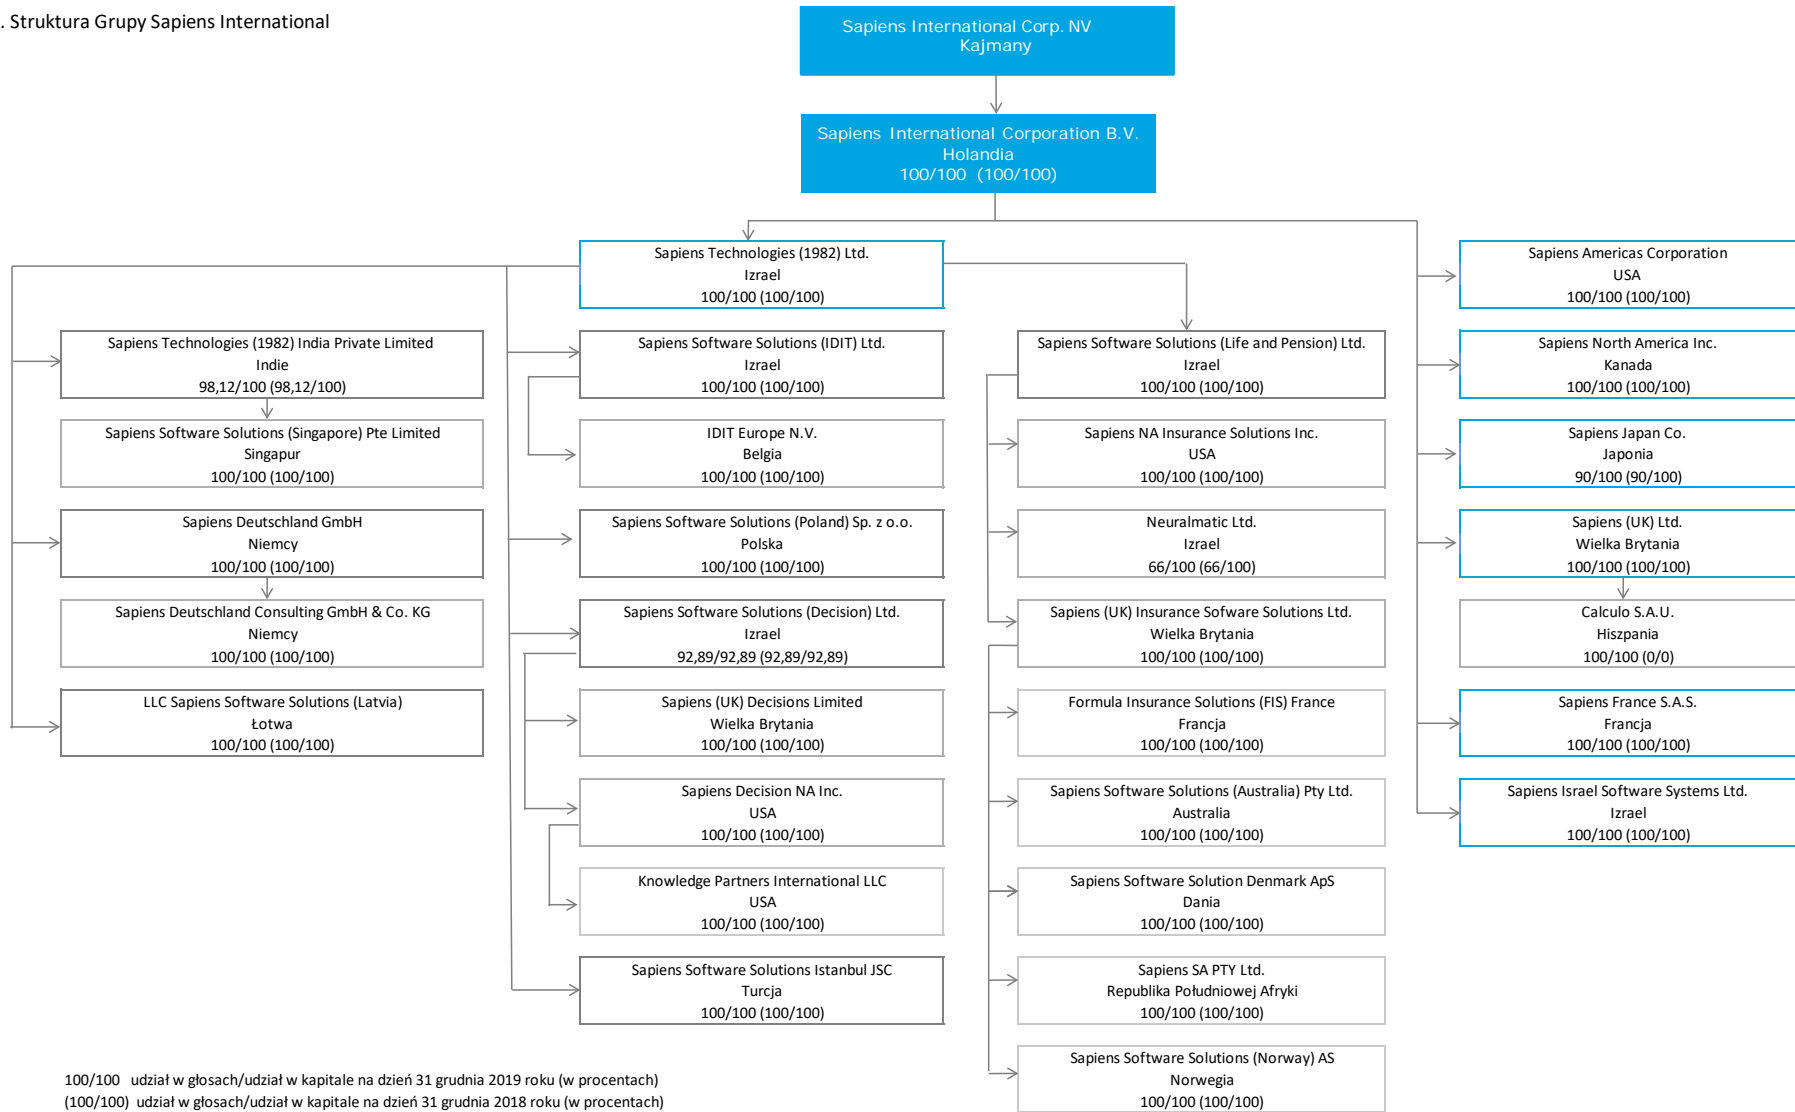 . Struktura Grupy Sapiens International
Sapiens International Corp. NV
Kajmany
Sapiens International Corporation B.V.
Holandia
100/100 (100/100)
Sapiens Technologies (1982) Ltd.
Izrael
100/100 (100/100)
Sapiens Technologies (1982) India Private Limited
Indie
98,12/100 (98,12/100)
Sapiens Software Solutions (Singapore) Pte Limited
Singapur
100/100 (100/100)
Sapiens Deutschland GmbH
Niemcy
100/100 (100/100)
Sapiens Deutschland Consulting GmbH & Co. KG
Niemcy
100/100 (100/100)
LLC Sapiens Software Solutions (Latvia)
Łotwa
100/100 (100/100)
Sapiens Software Solutions (IDIT) Ltd.
Izrael
100/100 (100/100)
IDIT Europe N.V.
Belgia
100/100 (100/100)
Sapiens Software Solutions (Poland) Sp. z o.o.
Polska
100/100 (100/100)
Sapiens Software Solutions (Decision) Ltd.
Izrael
92,89/92,89 (92,89/92,89)
Sapiens (UK) Decisions Limited
Wielka Brytania
100/100 (100/100)
Sapiens Decision NA Inc.
USA
100/100 (100/100)
Knowledge Partners International LLC
USA
100/100 (100/100)
Sapiens Software Solutions Istanbul JSC
Turcja
100/100 (100/100)
Sapiens Software Solutions (Life and Pension) Ltd.
Izrael
100/100 (100/100)
Sapiens NA Insurance Solutions Inc.
USA
100/100 (100/100)
Neuralmatic Ltd.
Izrael
66/100 (66/100)
Sapiens (UK) Insurance Sofware Solutions Ltd.
Wielka Brytania
100/100 (100/100)
Formula Insurance Solutions (FIS) France
Francja
100/100 (100/100)
Sapiens Software Solutions (Australia) Pty Ltd.
Australia
100/100 (100/100)
Sapiens Software Solution Denmark ApS
Dania
100/100 (100/100)
Sapiens SA PTY Ltd.
Republika Południowej Afryki
100/100 (100/100)
Sapiens Software Solutions (Norway) AS
Norwegia
100/100 (100/100)
Sapiens Americas Corporation
USA
100/100 (100/100)
Sapiens North America Inc.
Kanada
100/100 (100/100)
Sapiens Japan Co.
Japonia
90/100 (90/100)
Sapiens (UK) Ltd.
Wielka Brytania
100/100 (100/100)
Calculo S.A.U.
Hiszpania
100/100 (0/0)
Sapiens France S.A.S.
Francja
100/100 (100/100)
Sapiens Israel Software Systems Ltd.
Izrael
100/100 (100/100)
100/100 udział w głosach/udział w kapitale na dzień 31 grudnia 2019 roku (w procentach)
(100/100) udział w głosach/udział w kapitale na dzień 31 grudnia 2018 roku (w procentach)